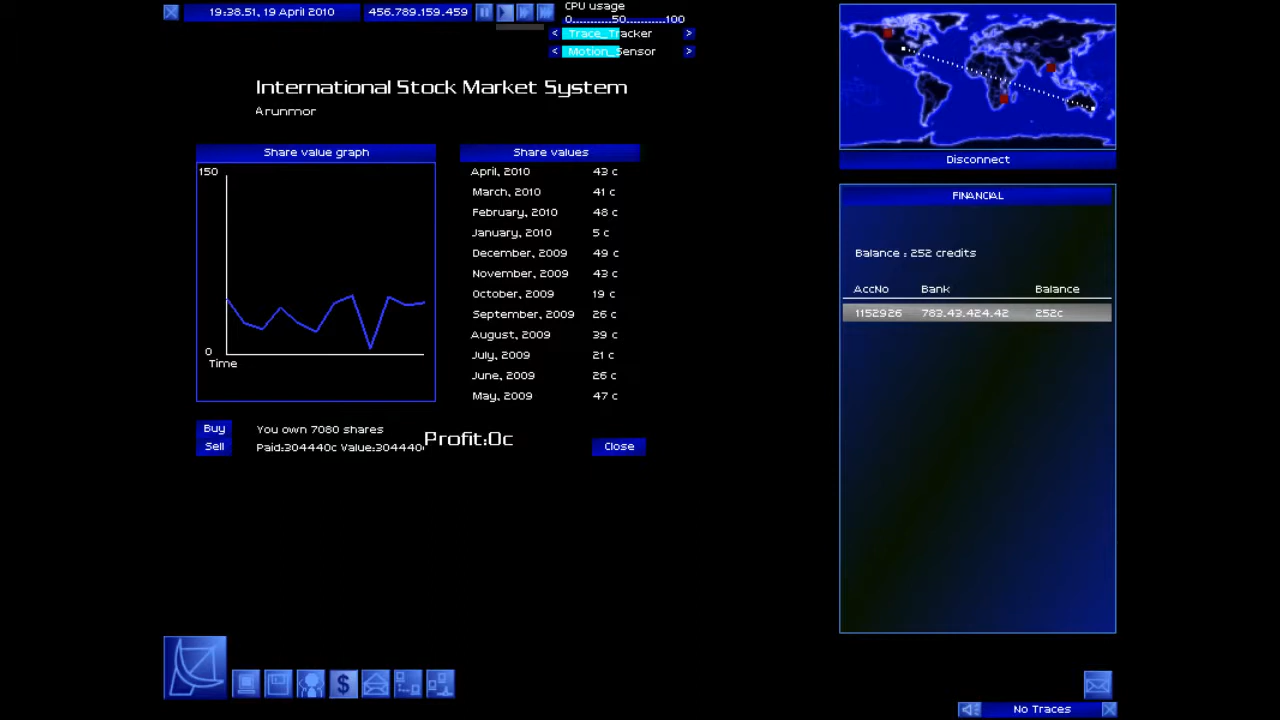 19:38.51, 19 April 2010
456.789.159.459
CPU usage
0..........50..........100
< Trace_Tracker >
< Motion_Sensor >
International Stock Market System
Arunmor
Share value graph
150
0
Time
Share values
April, 2010 43 c
March, 2010 41 c
February, 2010 48 c
January, 2010 5 c
December, 2009 49 c
November, 2009 43 c
October, 2009 19 c
September, 2009 26 c
August, 2009 39 c
July, 2009 21 c
June, 2009 26 c
May, 2009 47 c
Buy
You own 7080 shares
Sell
Paid:304440c Value:304440c
Profit:0c
Close
Disconnect
FINANCIAL
Balance : 252 credits
AccNo Bank Balance
1152926 783.43.424.42 252c
$
No Traces